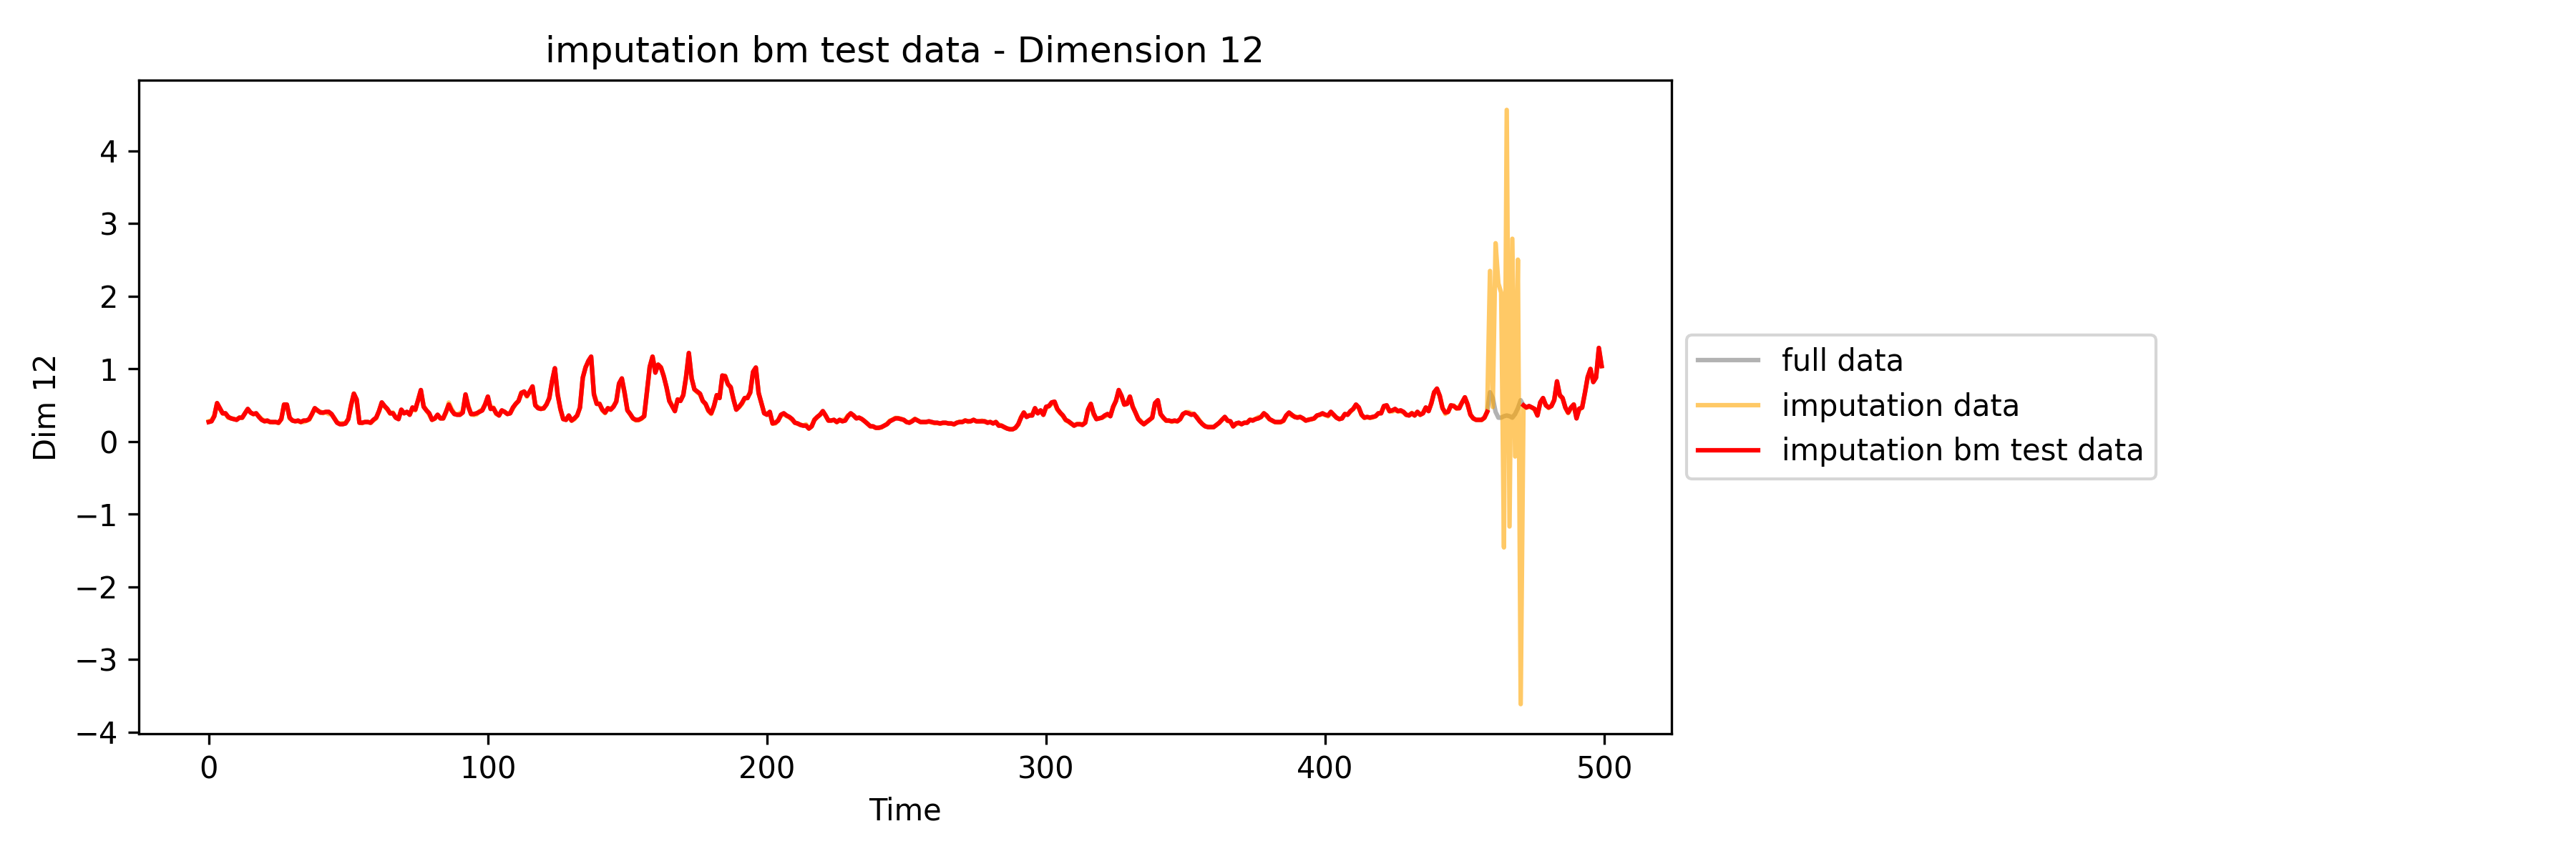 imputation bm test data - Dimension 12
4
3
2
1
0
−1
−2
−3
−4
Dim 12
0 100 200 300 400 500
Time
full data
imputation data
imputation bm test data